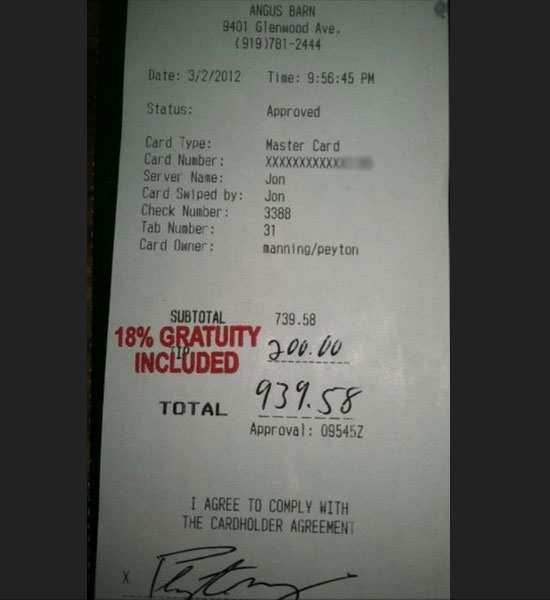 ANGUS BARN
9401 Glenwood Ave.
(919)781-2444
Date: 3/2/2012 Time: 9:56:45 PM
Status: Approved
Card Type: Master Card
Card Number: XXXXXXXXXXXX
Server Name: Jon
Card Swiped by: Jon
Check Number: 3388
Tab Number: 31
Card Owner: manning/peyton
SUBTOTAL 739.58
18% GRATUITY
TIP 200.00
INCLUDED
TOTAL 939.58
Approval: 09545Z
I AGREE TO COMPLY WITH
THE CARDHOLDER AGREEMENT
X